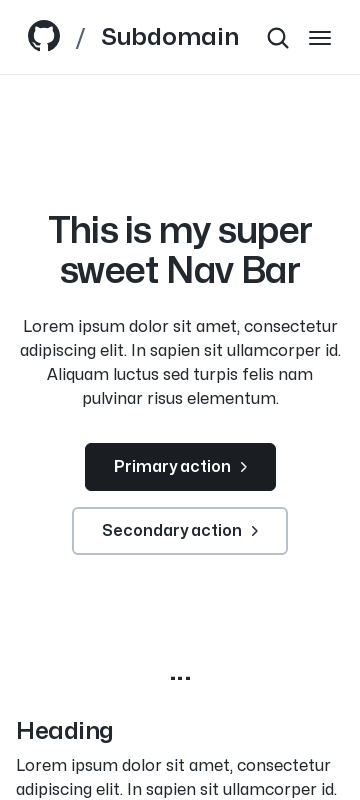 / Subdomain
This is my super
sweet Nav Bar
Lorem ipsum dolor sit amet, consectetur
adipiscing elit. In sapien sit ullamcorper id.
Aliquam luctus sed turpis felis nam
pulvinar risus elementum.
Primary action
Secondary action
...
Heading
Lorem ipsum dolor sit amet, consectetur
adipiscing elit. In sapien sit ullamcorper id.